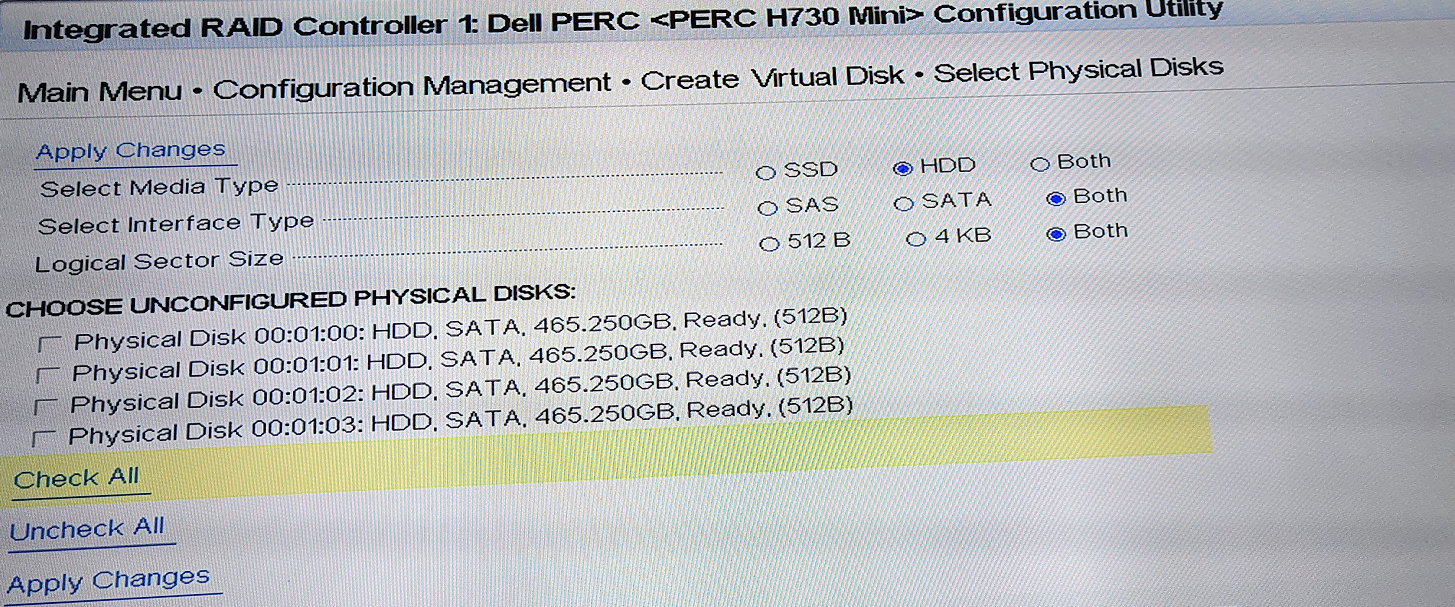 Integrated RAID Controller 1: Dell PERC <PERC H730 Mini> Configuration Utility
Main Menu • Configuration Management • Create Virtual Disk • Select Physical Disks
Apply Changes
Select Media Type SSD HDD Both
Select Interface Type SAS SATA Both
Logical Sector Size 512 B 4 KB Both
CHOOSE UNCONFIGURED PHYSICAL DISKS:
Physical Disk 00:01:00: HDD, SATA, 465.250GB, Ready, (512B)
Physical Disk 00:01:01: HDD, SATA, 465.250GB, Ready, (512B)
Physical Disk 00:01:02: HDD, SATA, 465.250GB, Ready, (512B)
Physical Disk 00:01:03: HDD, SATA, 465.250GB, Ready, (512B)
Check All
Uncheck All
Apply Changes